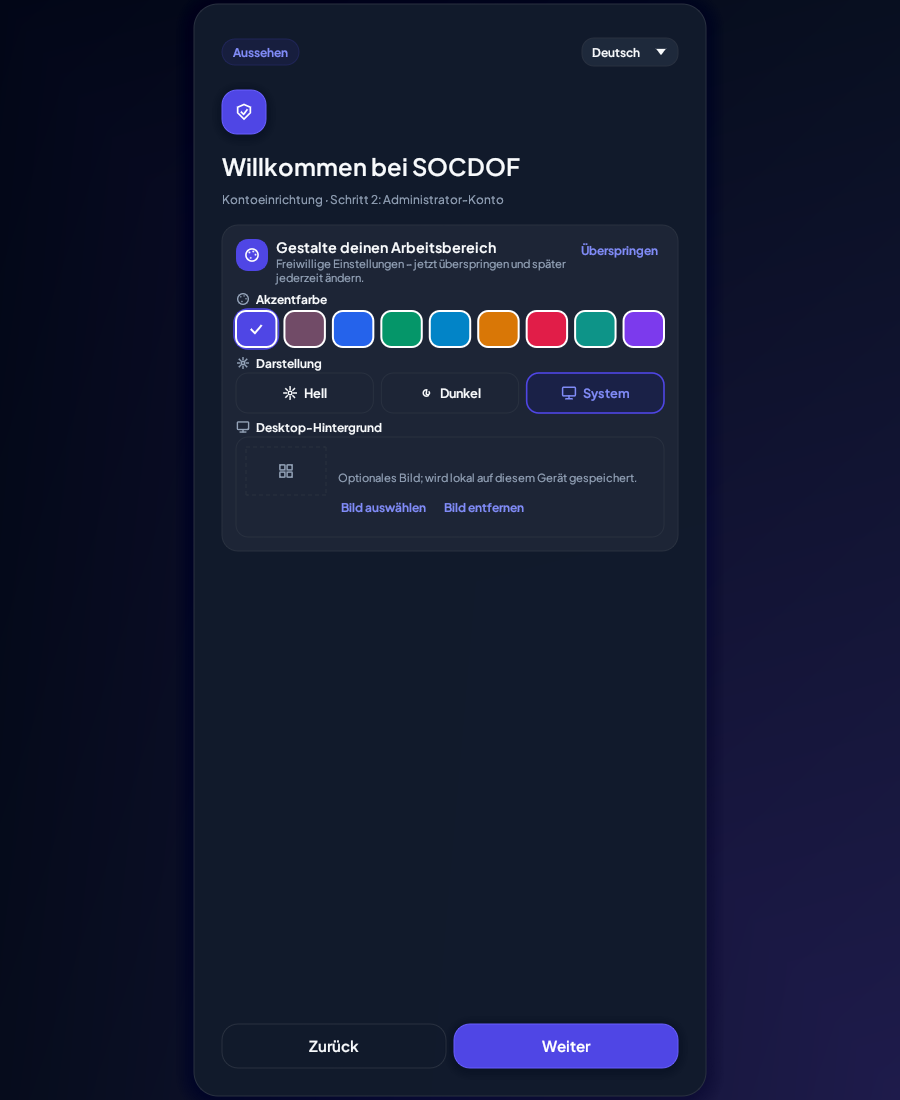 Aussehen
Deutsch
Willkommen bei SOCDOF
Kontoeinrichtung · Schritt 2: Administrator-Konto
Gestalte deinen Arbeitsbereich
Überspringen
Freiwillige Einstellungen – jetzt überspringen und später
jederzeit ändern.
Akzentfarbe
Darstellung
Hell
Dunkel
System
Desktop-Hintergrund
Optionales Bild; wird lokal auf diesem Gerät gespeichert.
Bild auswählen
Bild entfernen
Zurück
Weiter